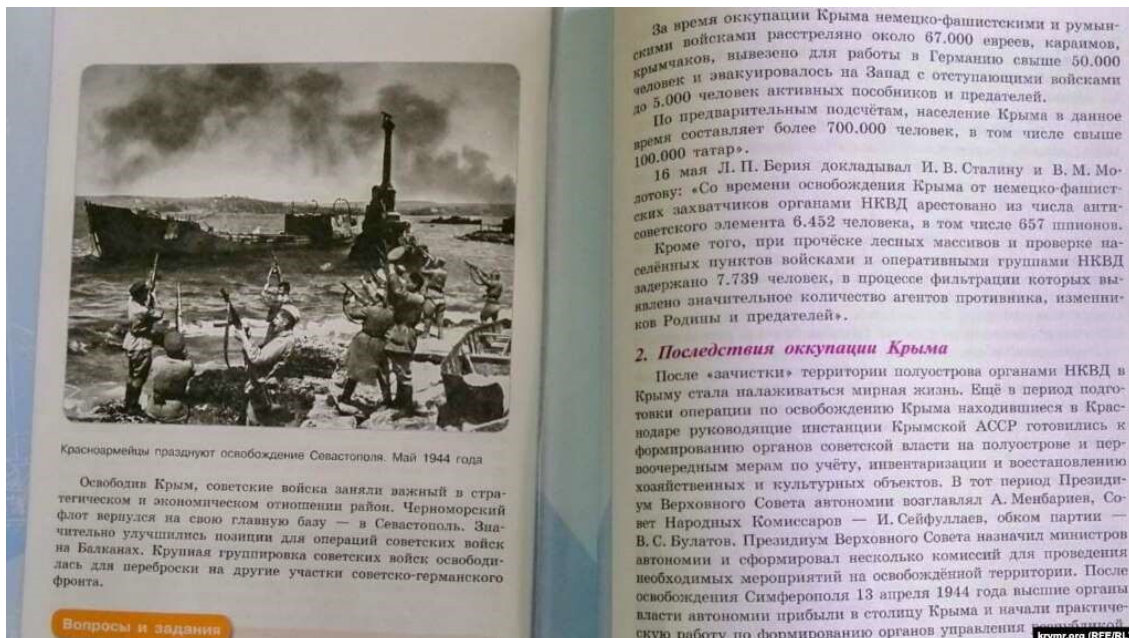 Красноармейцы празднуют освобождение Севастополя. Май 1944 года
Освободив Крым, советские войска заняли важный в стра-
тегическом и экономическом отношении район. Черноморский
флот вернулся на свою главную базу — в Севастополь. Зна-
чительно улучшились позиции для операций советских войск
на Балканах. Крупная группировка советских войск освободи-
лась для переброски на другие участки советско-германского
фронта.
Вопросы и задания
За время оккупации Крыма немецко-фашистскими и румын-
скими войсками расстреляно около 67.000 евреев, караимов,
крымчаков, вывезено для работы в Германию свыше 50.000
человек и эвакуировалось на Запад с отступающими войсками
до 5.000 человек активных пособников и предателей.
По предварительным подсчётам, население Крыма в данное
время составляет более 700.000 человек, в том числе свыше
100.000 татар».
16 мая Л. П. Берия докладывал И. В. Сталину и В. М. Мо-
лотову: «Со времени освобождения Крыма от немецко-фашист-
ских захватчиков органами НКВД арестовано из числа анти-
советского элемента 6.452 человека, в том числе 657 шпионов.
Кроме того, при прочёске лесных массивов и проверке на-
селённых пунктов войсками и оперативными группами НКВД
задержано 7.739 человек, в процессе фильтрации которых вы-
явлено значительное количество агентов противника, изменни-
ков Родины и предателей».
2. Последствия оккупации Крыма
После «зачистки» территории полуострова органами НКВД в
Крыму стала налаживаться мирная жизнь. Ещё в период подго-
товки операции по освобождению Крыма находившиеся в Крас-
нодаре руководящие инстанции Крымской АССР готовились к
формированию органов советской власти на полуострове и пер-
воочередным мерам по учёту, инвентаризации и восстановлению
хозяйственных и культурных объектов. В тот период Президи-
ум Верховного Совета автономии возглавлял А. Менбариев, Со-
вет Народных Комиссаров — И. Сейфуллаев, обком партии —
В. С. Булатов. Президиум Верховного Совета назначил министров
автономии и сформировал несколько комиссий для проведения
необходимых мероприятий на освобождённой территории. После
освобождения Симферополя 13 апреля 1944 года высшие органы
власти автономии прибыли в столицу Крыма и начали практиче-
скую работу по формированию органов управления республикой
krymr.org (RFE/RL)